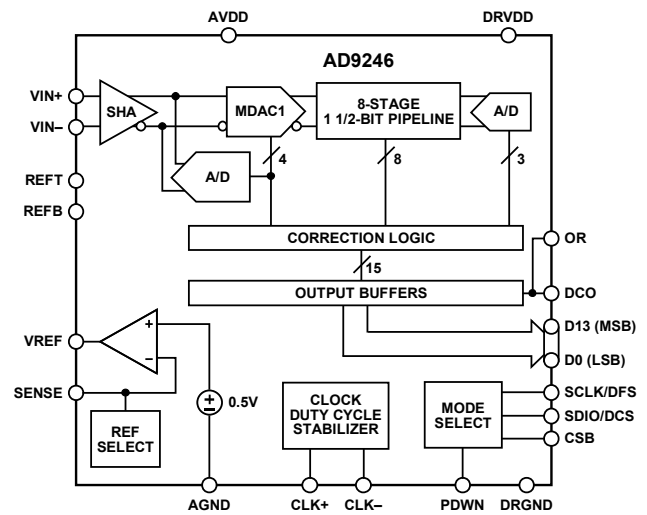 AVDD
DRVDD
AD9246
VIN+
VIN–
SHA
MDAC1
8-STAGE
1 1/2-BIT PIPELINE
A/D
REFT
REFB
A/D
4
8
3
CORRECTION LOGIC
OR
15
OUTPUT BUFFERS
DCO
D13 (MSB)
D0 (LSB)
VREF
+
–
SENSE
REF
SELECT
+
–
0.5V
CLOCK
DUTY CYCLE
STABILIZER
MODE
SELECT
SCLK/DFS
SDIO/DCS
CSB
AGND
CLK+
CLK–
PDWN
DRGND